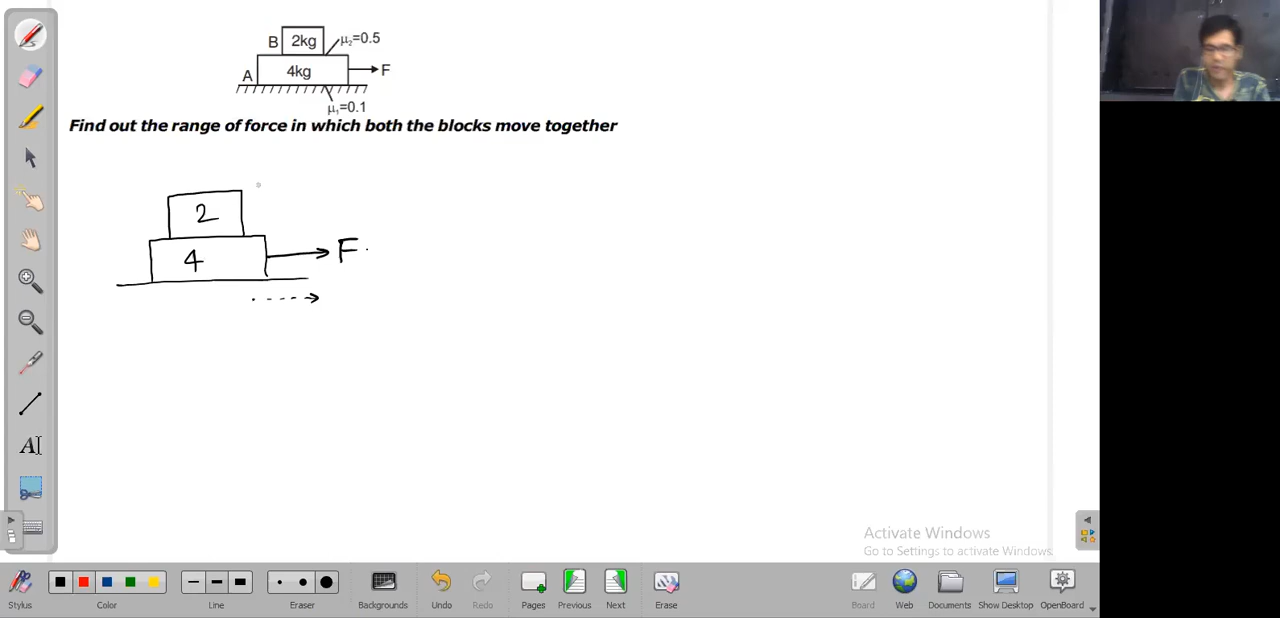 B 2kg μ₂=0.5
A 4kg F
μ₁=0.1
Find out the range of force in which both the blocks move together
2
4 F
Activate Windows
Go to Settings to activate Windows.
Stylus Color Line Eraser Backgrounds Undo Redo Pages Previous Next Erase Board Web Documents Show Desktop OpenBoard